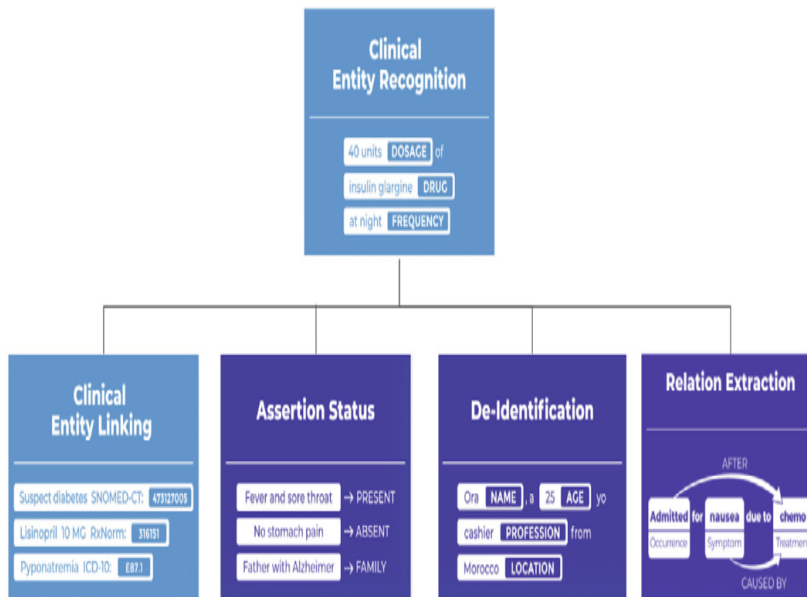 Clinical
Entity Recognition
40 units DOSAGE of
insulin glargine DRUG
at night FREQUENCY
Clinical
Entity Linking
Suspect diabetes SNOMED-CT: 473127005
Lisinopril 10 MG RxNorm: 316151
Pyponatremia ICD-10: E87.1
Assertion Status
Fever and sore throat → PRESENT
No stomach pain → ABSENT
Father with Alzheimer → FAMILY
De-Identification
Ora NAME , a 25 AGE yo
cashier PROFESSION from
Morocco LOCATION
Relation Extraction
AFTER
Admitted for nausea due to chemo
Occurrence Symptom Treatment
CAUSED BY